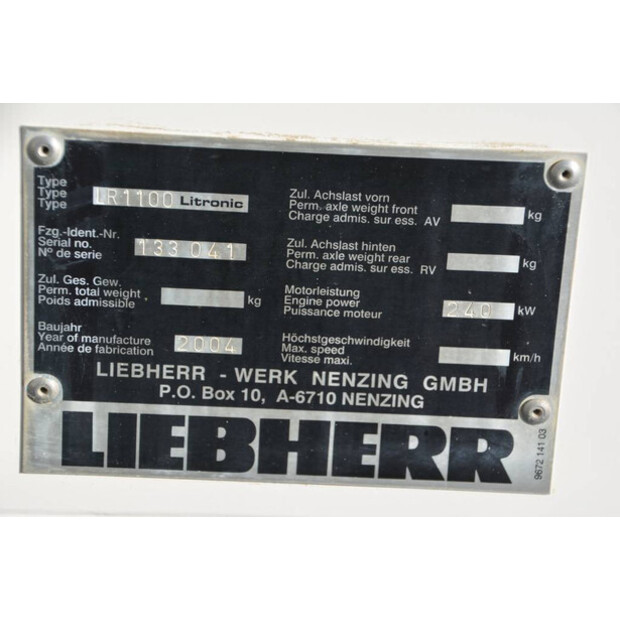 Type
Type
Type
LR1100 Litronic
Fzg.-Ident.-Nr.
Serial no.
N° de serie
133 041
Zul. Ges. Gew.
Perm. total weight
Poids admissible
kg
Baujahr
Year of manufacture
Année de fabrication
2004
Zul. Achslast vorn
Perm. axle weight front
Charge admis. sur ess. AV
kg
Zul. Achslast hinten
Perm. axle weight rear
Charge admis. sur ess. RV
kg
Motorleistung
Engine power
Puissance moteur
240 kW
Höchstgeschwindigkeit
Max. speed
Vitesse maxi.
km/h
LIEBHERR - WERK NENZING GMBH
P.O. Box 10, A-6710 NENZING
LIEBHERR
9672 141 03